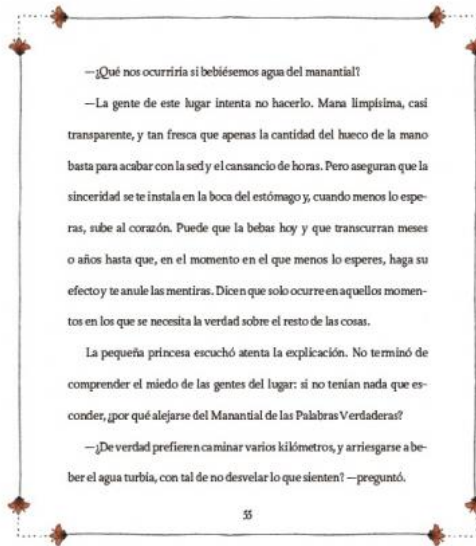 —¿Qué nos ocurriría si bebiésemos agua del manantial?
—La gente de este lugar intenta no hacerlo. Mana limpísima, casi
transparente, y tan fresca que apenas la cantidad del hueco de la mano
basta para acabar con la sed y el cansancio de horas. Pero aseguran que la
sinceridad se te instala en la boca del estómago y, cuando menos lo espe-
ras, sube al corazón. Puede que la bebas hoy y que transcurran meses
o años hasta que, en el momento en el que menos lo esperes, haga su
efecto y te anule las mentiras. Dicen que solo ocurre en aquellos momen-
tos en los que se necesita la verdad sobre el resto de las cosas.
La pequeña princesa escuchó atenta la explicación. No terminó de
comprender el miedo de las gentes del lugar: si no tenían nada que es-
conder, ¿por qué alejarse del Manantial de las Palabras Verdaderas?
—¿De verdad prefieren caminar varios kilómetros, y arriesgarse a be-
ber el agua turbia, con tal de no desvelar lo que sienten? —preguntó.
55